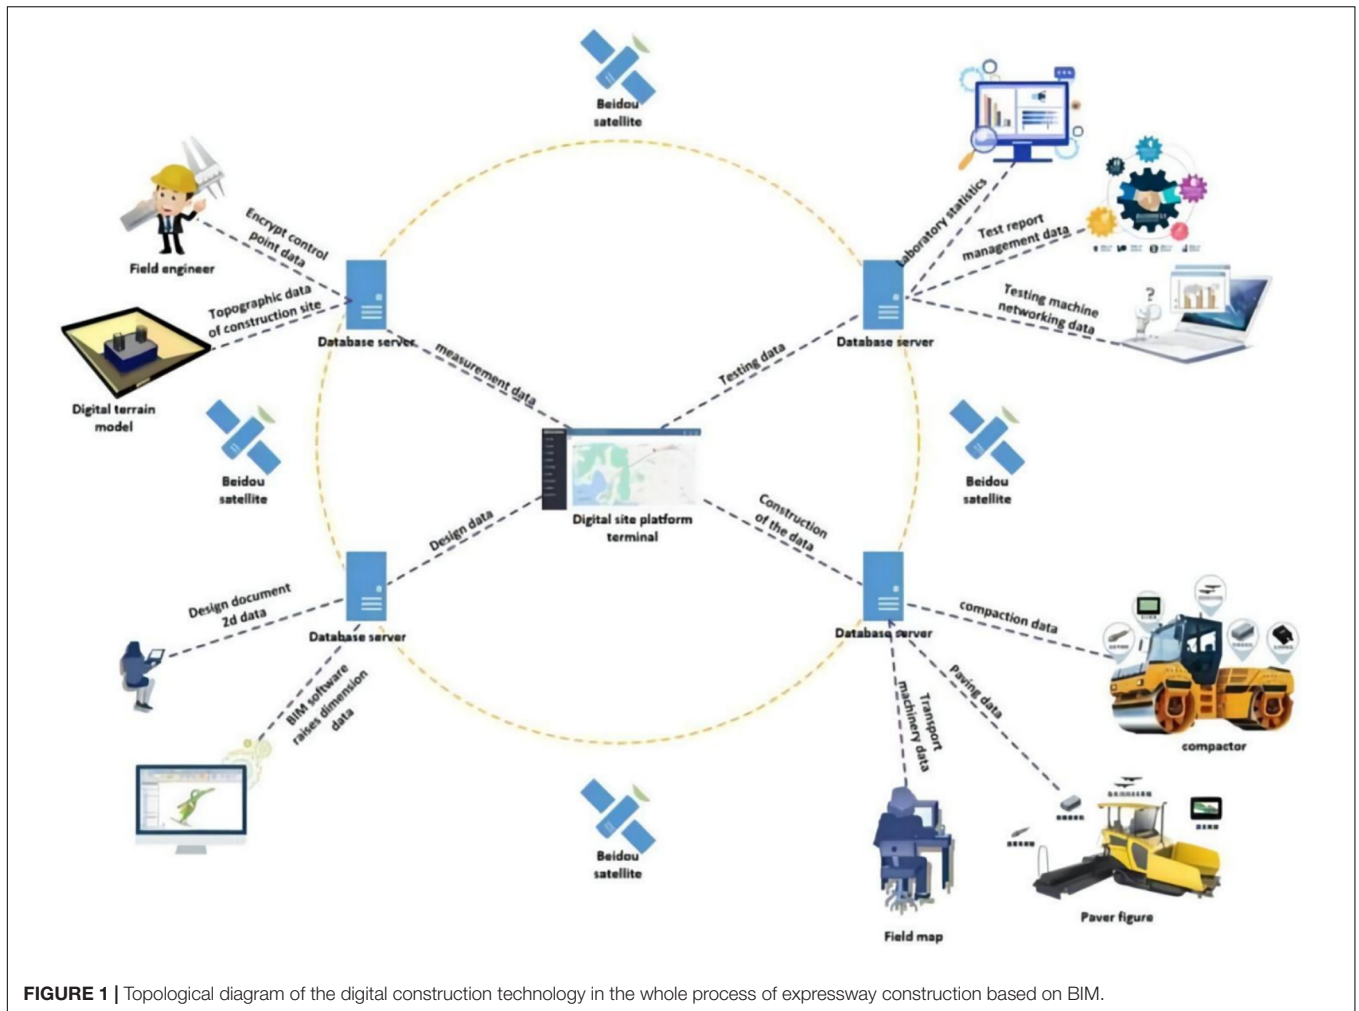 Beidou
satellite
Encrypt control
point data
Field engineer
Topographic data
of construction site
Digital terrain
model
Database server
measurement data
Laboratory statistics
Test report
management data
BUSINESS
Testing machine
networking data
?
Database server
Testing data
Beidou
satellite
Beidou
satellite
Digital site platform
terminal
Design data
Construction
of the data
Design document
2d data
Database server
BIM software
raises dimension
data
Database server
compaction data
Paving data
Transport
machinery data
compactor
Beidou
satellite
Field map
Paver figure
FIGURE 1 | Topological diagram of the digital construction technology in the whole process of expressway construction based on BIM.